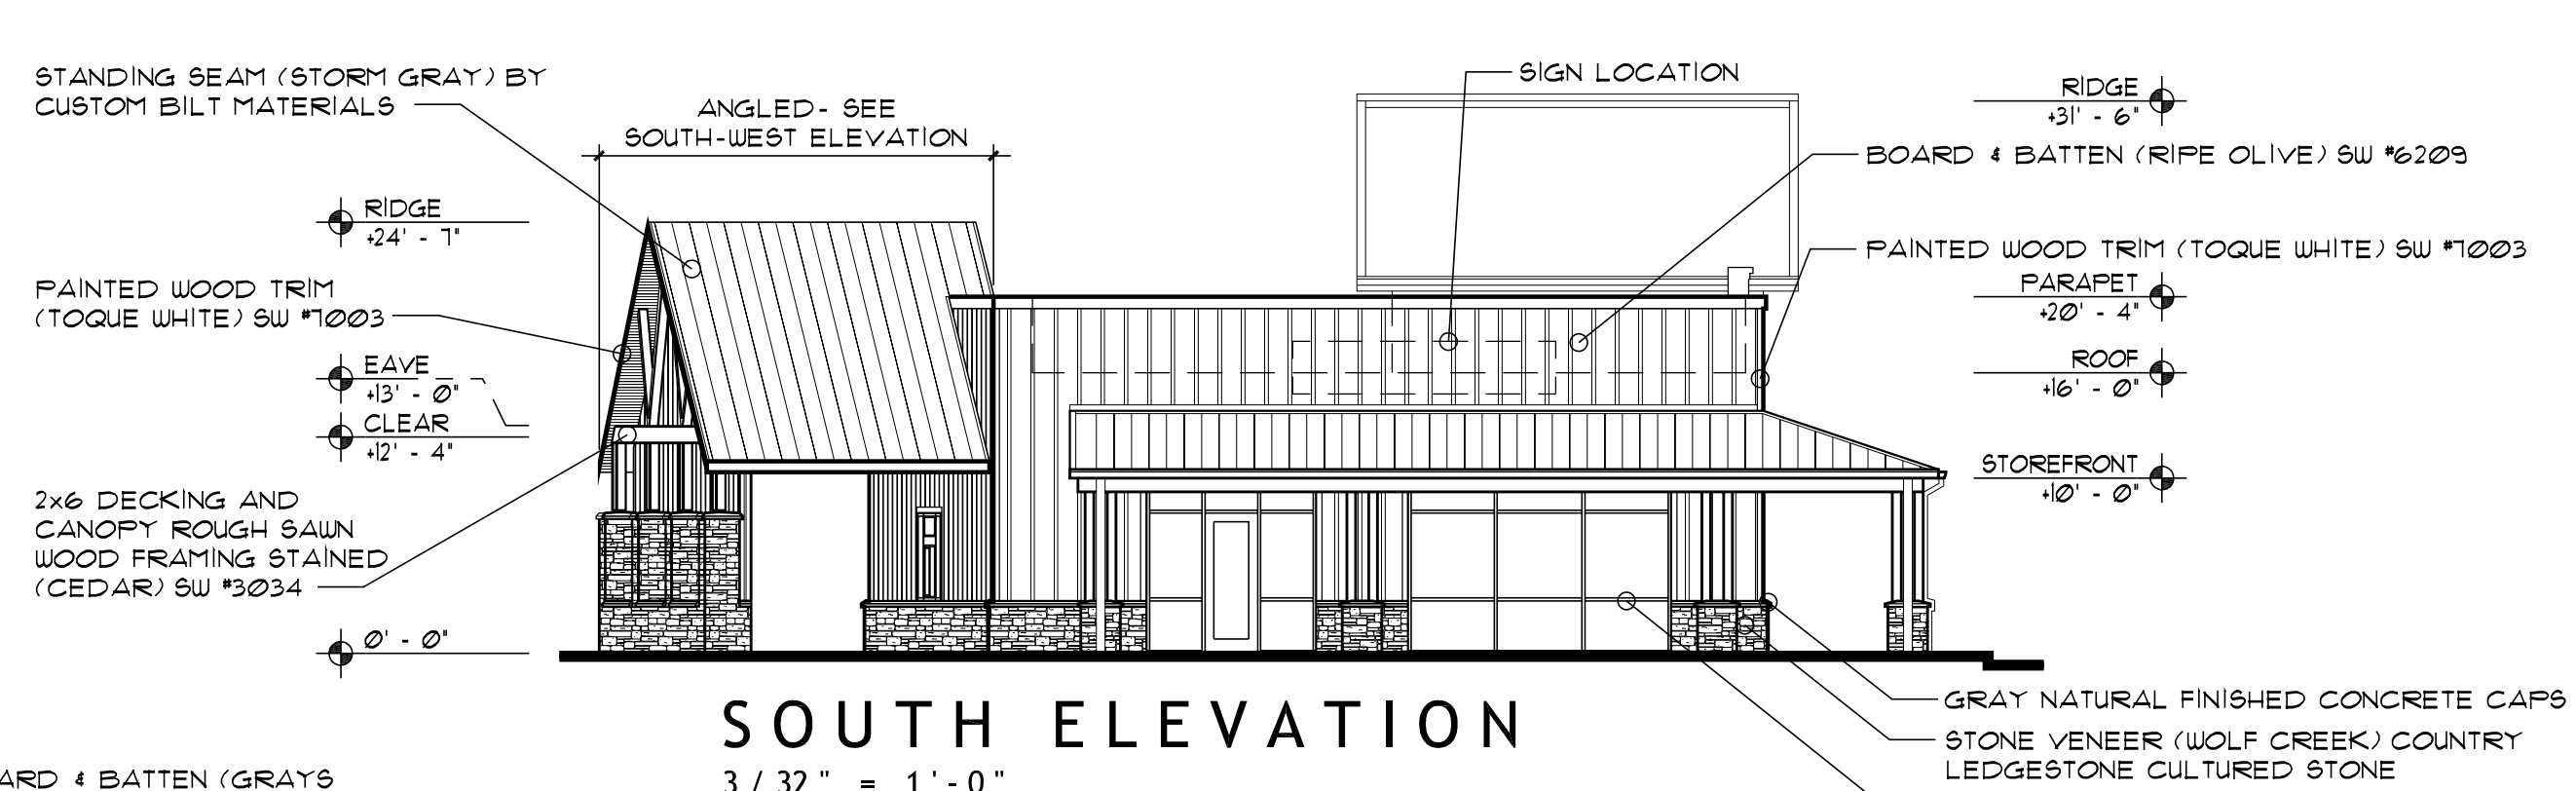 STANDING SEAM (STORM GRAY) BY
CUSTOM BILT MATERIALS
ANGLED- SEE
SOUTH-WEST ELEVATION
SIGN LOCATION
RIDGE
+31' - 6"
BOARD & BATTEN (RIPE OLIVE) SW #6209
RIDGE
+24' - 7"
PAINTED WOOD TRIM (TOQUE WHITE) SW #7003
PAINTED WOOD TRIM
(TOQUE WHITE) SW #7003
PARAPET
+20' - 4"
EAVE
+13' - 0"
ROOF
+16' - 0"
CLEAR
+12' - 4"
STOREFRONT
+10' - 0"
2x6 DECKING AND
CANOPY ROUGH SAWN
WOOD FRAMING STAINED
(CEDAR) SW #3034
0' - 0"
GRAY NATURAL FINISHED CONCRETE CAPS
STONE VENEER (WOLF CREEK) COUNTRY
LEDGESTONE CULTURED STONE
SOUTH ELEVATION
3/32" = 1'-0"
ARD & BATTEN (GRAYS